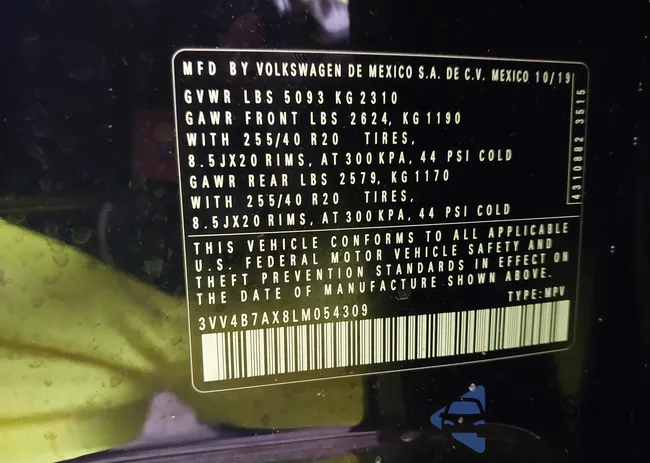 MFD BY VOLKSWAGEN DE MEXICO S.A. DE C.V. MEXICO 10/19
GVWR LBS 5093 KG 2310
GAWR FRONT LBS 2624, KG 1190
WITH 255/40 R20 TIRES,
8.5JX20 RIMS, AT 300 KPA, 44 PSI COLD
GAWR REAR LBS 2579, KG 1170
WITH 255/40 R20 TIRES,
8.5JX20 RIMS, AT 300 KPA, 44 PSI COLD
4310882 3515
THIS VEHICLE CONFORMS TO ALL APPLICABLE
U.S. FEDERAL MOTOR VEHICLE SAFETY AND
THEFT PREVENTION STANDARDS IN EFFECT ON
THE DATE OF MANUFACTURE SHOWN ABOVE.
TYPE: MPV
3VV4B7AX8LM054309